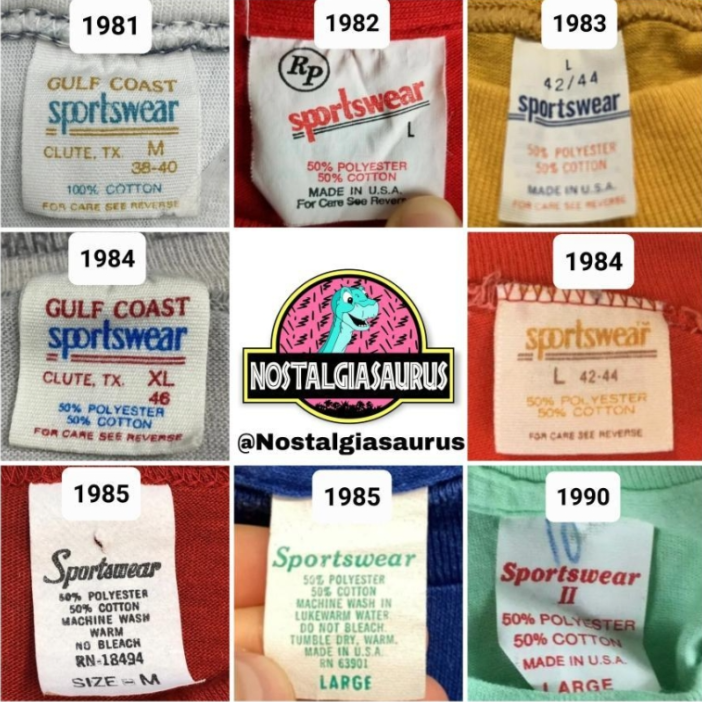 1981
GULF COAST
sportswear
CLUTE, TX. M
38-40
100% COTTON
FOR CARE SEE REVERSE
1982
RP
sportswear
L
50% POLYESTER
50% COTTON
MADE IN U.S.A.
For Care See Rever
1983
L
42/44
sportswear
50% POLYESTER
50% COTTON
MADE IN U.S.A.
FOR CARE SEE REVERSE
1984
GULF COAST
sportswear
CLUTE, TX. XL
46
50% POLYESTER
50% COTTON
FOR CARE SEE REVERSE
NOSTALGIASAURUS
@Nostalgiasaurus
1984
sportswear™
L 42-44
50% POLYESTER
50% COTTON
FOR CARE SEE REVERSE
1985
Sportswear
50% POLYESTER
50% COTTON
MACHINE WASH
WARM
NO BLEACH
RN-18494
SIZE - M
1985
Sportswear
50% POLYESTER
50% COTTON
MACHINE WASH IN
LUKEWARM WATER.
DO NOT BLEACH.
TUMBLE DRY, WARM.
MADE IN U.S.A.
RN 63901
LARGE
1990
Sportswear
II
50% POLYESTER
50% COTTON
MADE IN U.S.A.
LARGE